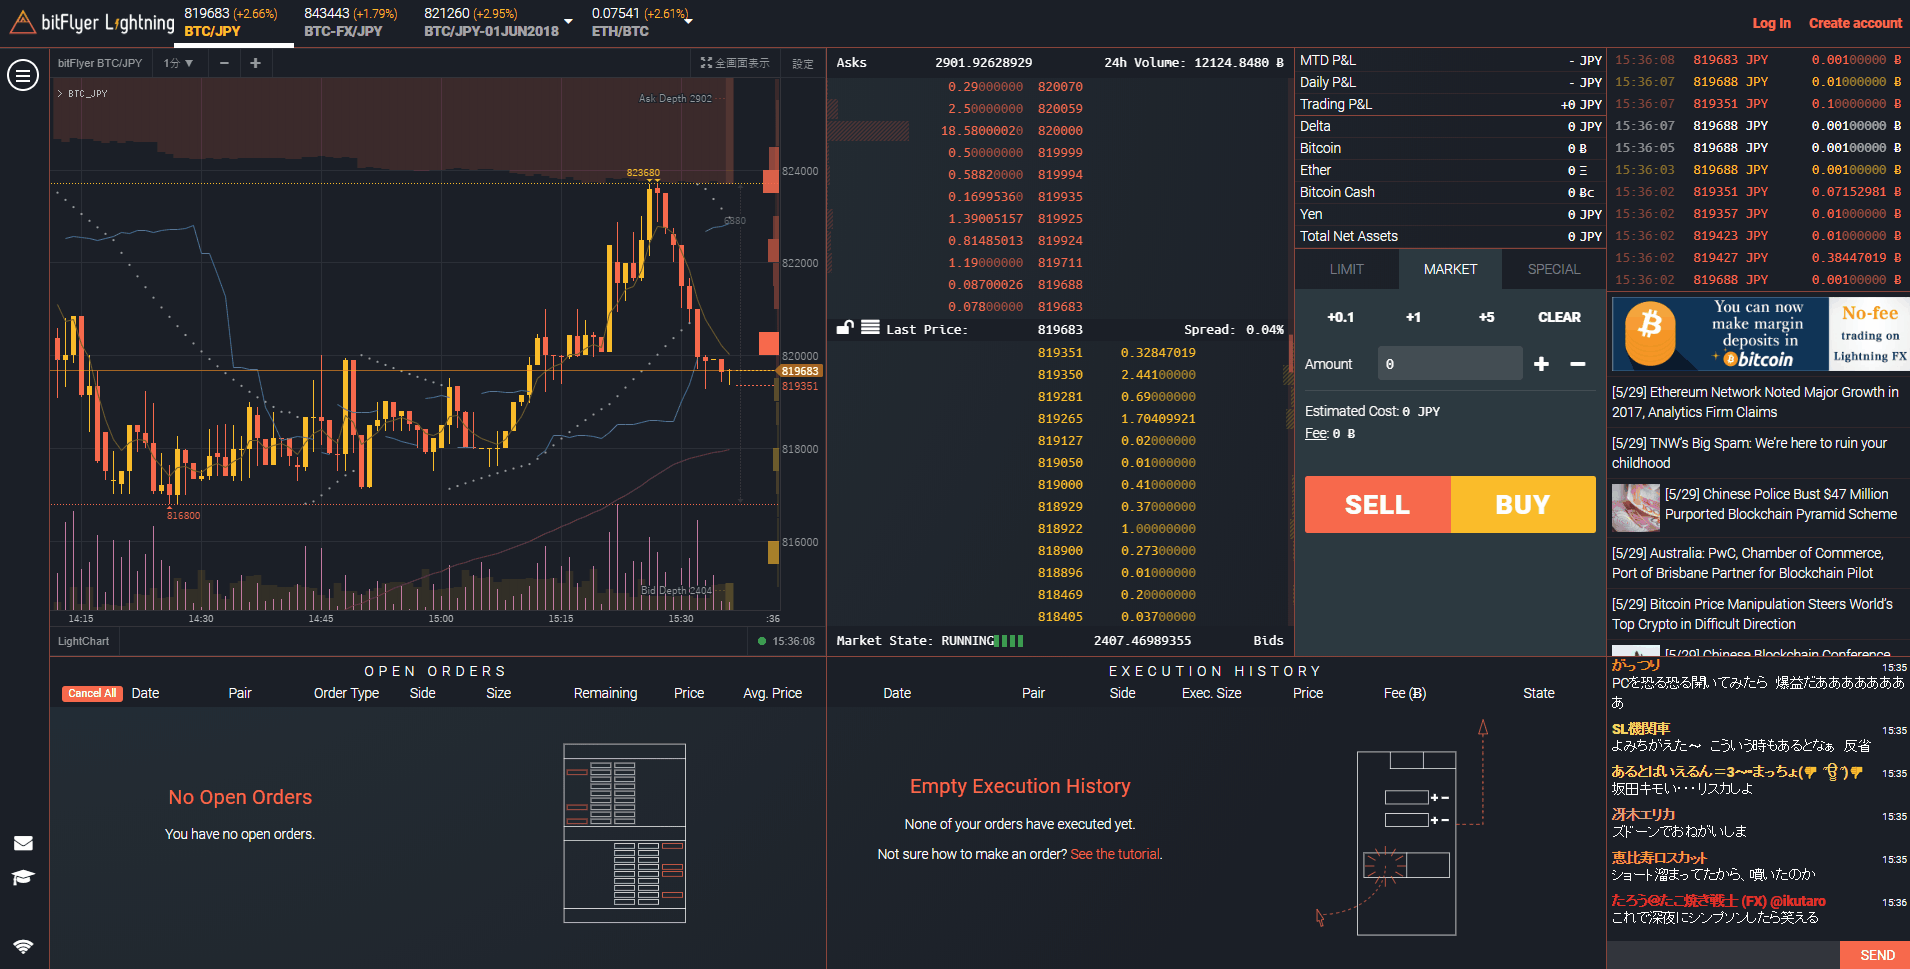 bitFlyer Lightning
819683 (+2.66%)
BTC/JPY
843443 (+1.79%)
BTC-FX/JPY
821260 (+2.95%)
BTC/JPY-01JUN2018
0.07541 (+2.61%)
ETH/BTC
Log In
Create account
bitFlyer BTC/JPY
1分 ▼
−
+
全画面表示
設定
> BTC_JPY
Ask Depth 2902
823680
6880
824000
822000
820000
819683
819351
818000
816000
816800
Bid Depth 2404
14:15
14:30
14:45
15:00
15:15
15:30
:36
LightChart
15:36:08
Asks 2901.92628929 24h Volume: 12124.8480 Ƀ
0.29000000 820070
2.50000000 820059
18.58000020 820000
0.50000000 819999
0.58820000 819994
0.16995360 819935
1.39005157 819925
0.81485013 819924
1.19000000 819711
0.08700026 819688
0.07800000 819683
Last Price: 819683 Spread: 0.04%
819351 0.32847019
819350 2.44100000
819281 0.69000000
819265 1.70409921
819127 0.02000000
819050 0.01000000
819000 0.41000000
818929 0.37000000
818922 1.00000000
818900 0.27300000
818896 0.01000000
818469 0.20000000
818405 0.03700000
Market State: RUNNING 2407.46989355 Bids
MTD P&L - JPY
Daily P&L - JPY
Trading P&L +0 JPY
Delta 0 JPY
Bitcoin 0 Ƀ
Ether 0 Ξ
Bitcoin Cash 0 Ƀc
Yen 0 JPY
Total Net Assets 0 JPY
LIMIT MARKET SPECIAL
+0.1 +1 +5 CLEAR
Amount 0 + −
Estimated Cost: 0 JPY
Fee: 0 Ƀ
SELL BUY
15:36:08 819683 JPY 0.00100000 Ƀ
15:36:07 819688 JPY 0.01000000 Ƀ
15:36:07 819351 JPY 0.10000000 Ƀ
15:36:07 819688 JPY 0.00100000 Ƀ
15:36:05 819688 JPY 0.00100000 Ƀ
15:36:03 819688 JPY 0.00100000 Ƀ
15:36:02 819351 JPY 0.07152981 Ƀ
15:36:02 819357 JPY 0.01000000 Ƀ
15:36:02 819423 JPY 0.01000000 Ƀ
15:36:02 819427 JPY 0.38447019 Ƀ
15:36:02 819688 JPY 0.00100000 Ƀ
You can now
make margin
deposits in
bitcoin
No-fee
trading on
Lightning FX
[5/29] Ethereum Network Noted Major Growth in
2017, Analytics Firm Claims
[5/29] TNW's Big Spam: We're here to ruin your
childhood
[5/29] Chinese Police Bust $47 Million
Purported Blockchain Pyramid Scheme
[5/29] Australia: PwC, Chamber of Commerce,
Port of Brisbane Partner for Blockchain Pilot
[5/29] Bitcoin Price Manipulation Steers World's
Top Crypto in Difficult Direction
[5/29] Chinese Blockchain Conference
OPEN ORDERS
Cancel All Date Pair Order Type Side Size Remaining Price Avg. Price
No Open Orders
You have no open orders.
EXECUTION HISTORY
Date Pair Side Exec. Size Price Fee (Ƀ) State
Empty Execution History
None of your orders have executed yet.
Not sure how to make an order? See the tutorial.
がっつり 15:35
PCを恐る恐る開いてみたら 爆益だあああああああ
あ
SL機関車 15:35
よみちがえた～ こういう時もあるとなぁ 反省
15:35
坂田キモい･･･リスカしよ
冴木エリカ 15:35
ズドーンでおねがいしま
恵比寿ロスカット 15:35
ショート溜まってたから、噴いたのか
たろう@たこ焼き戦士 (FX) @ikutaro 15:36
これで深夜にシンプソンしたら笑える
SEND